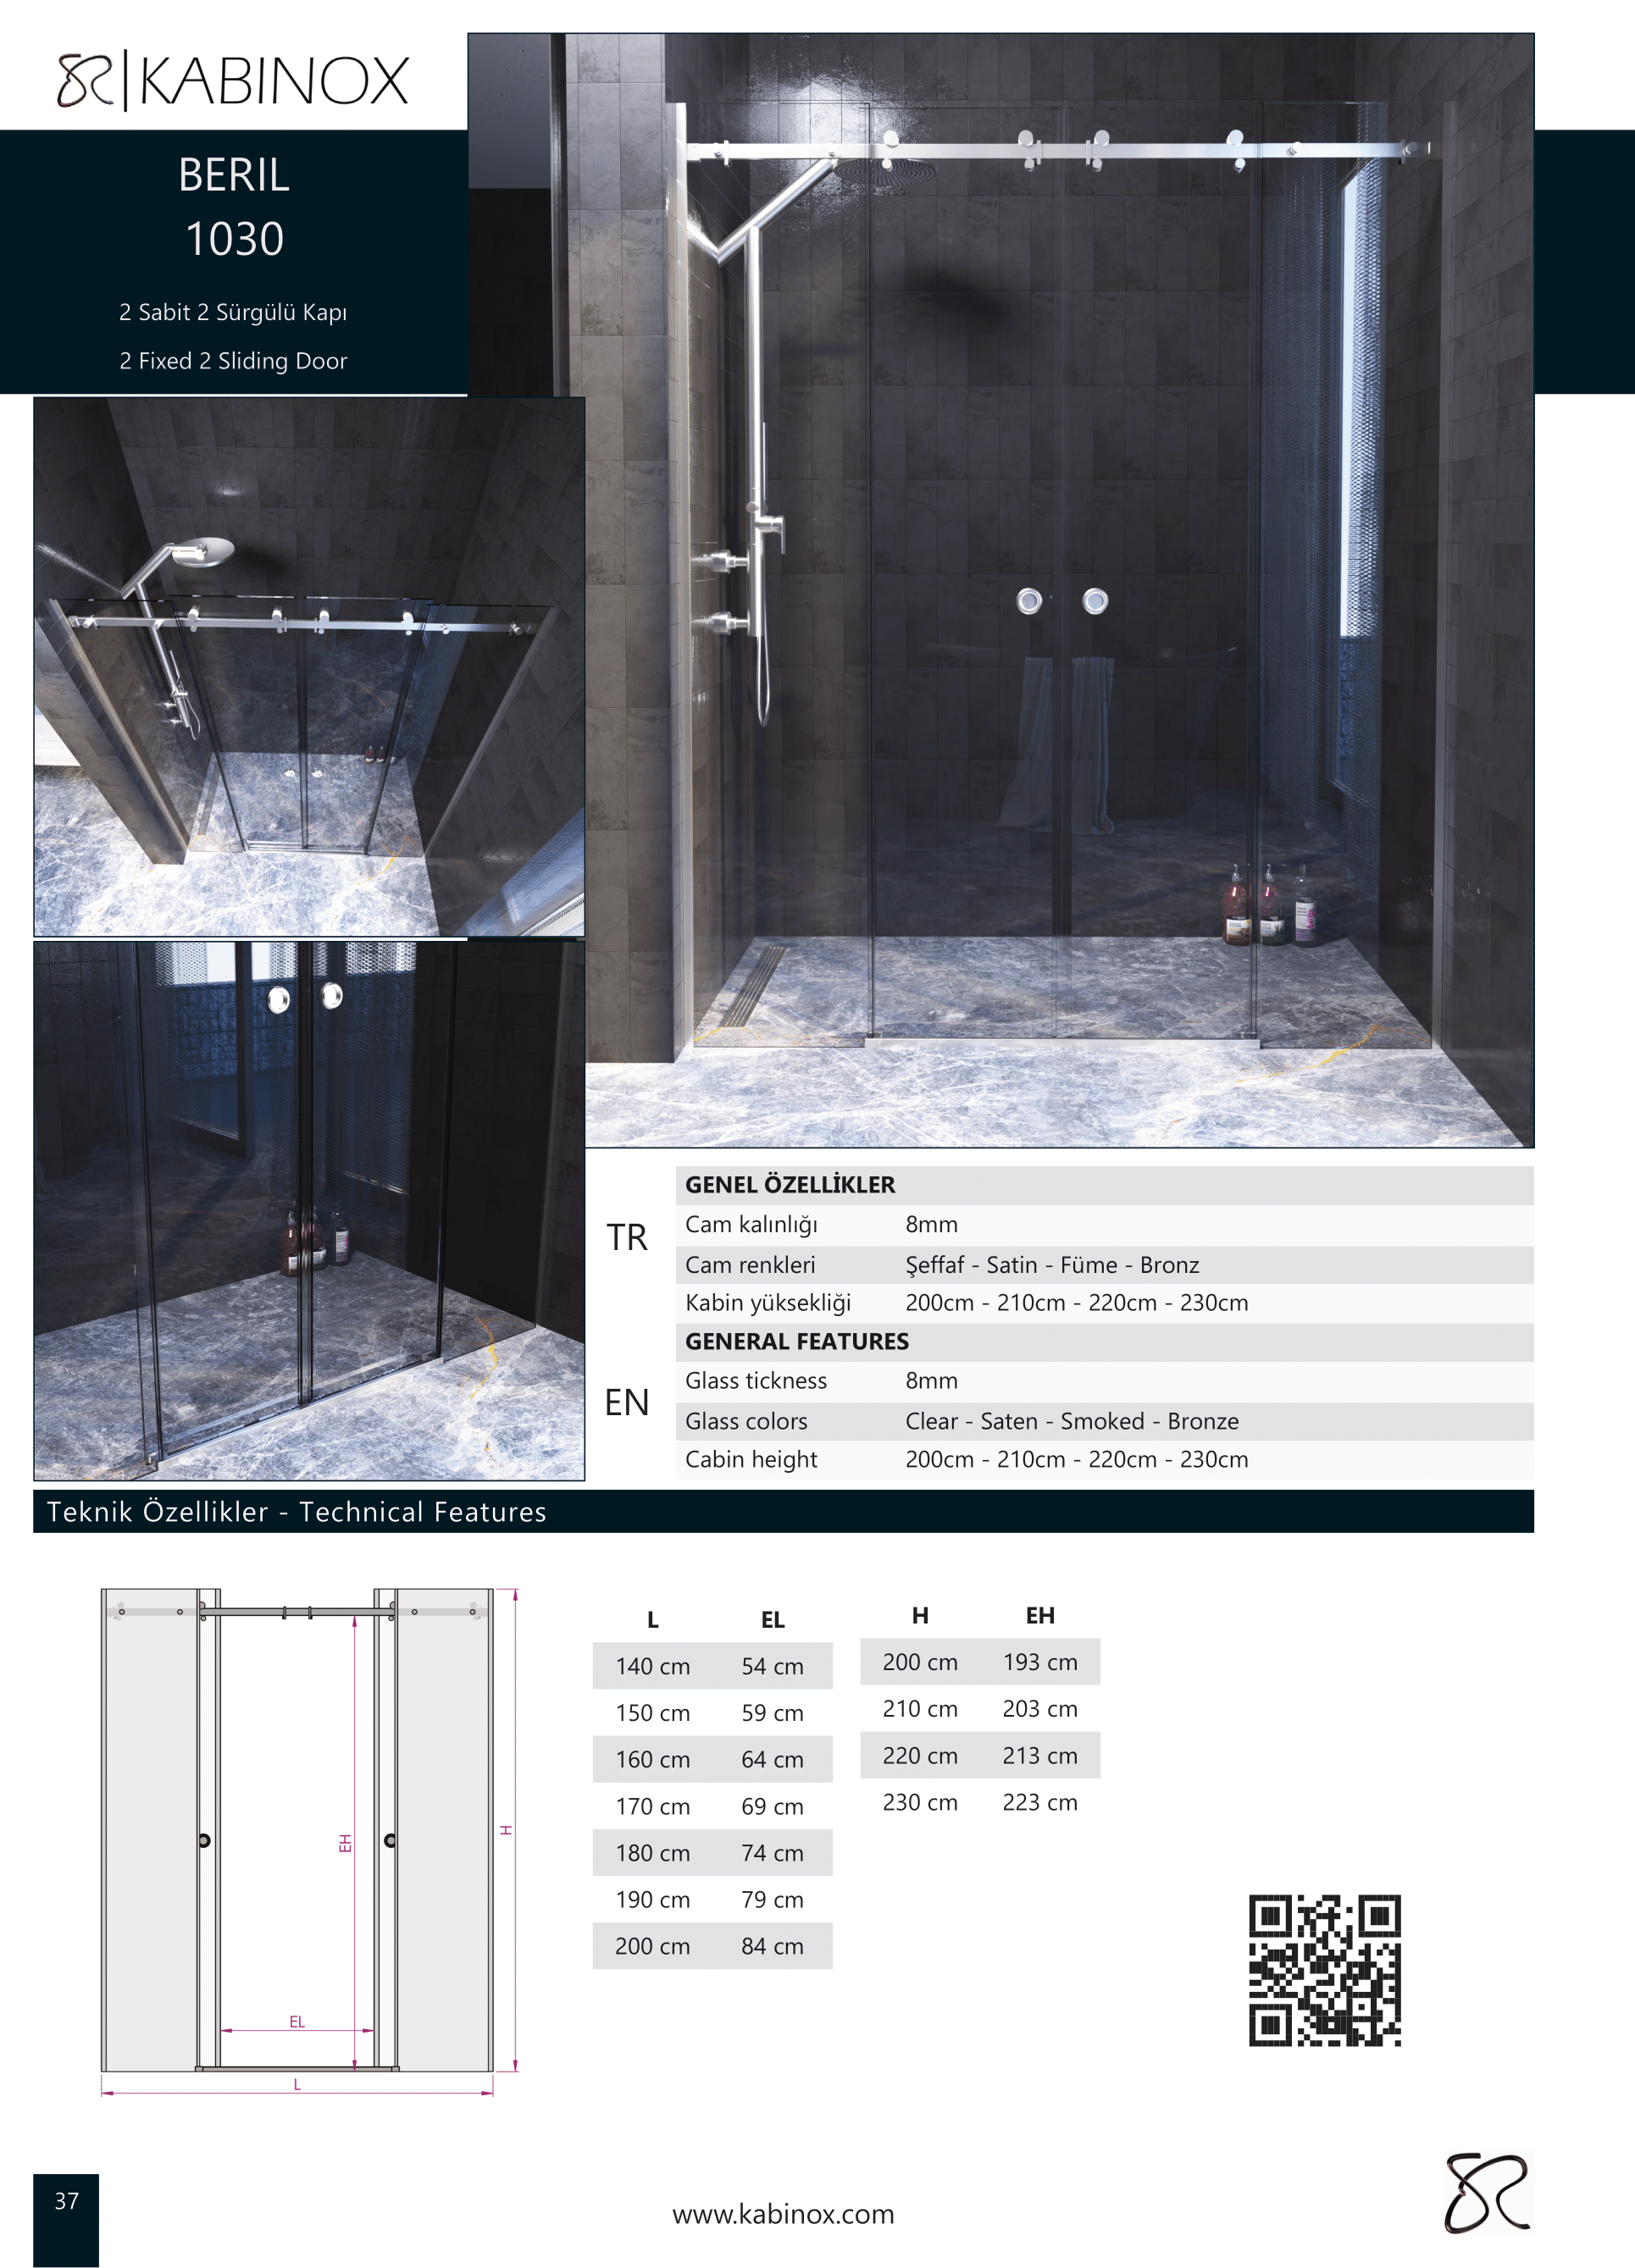 KABINOX
BERIL
1030
2 Sabit 2 Sürgülü Kapı
2 Fixed 2 Sliding Door
TR
GENEL ÖZELLİKLER
Cam kalınlığı 8mm
Cam renkleri Şeffaf - Satin - Füme - Bronz
Kabin yüksekliği 200cm - 210cm - 220cm - 230cm
EN
GENERAL FEATURES
Glass tickness 8mm
Glass colors Clear - Saten - Smoked - Bronze
Cabin height 200cm - 210cm - 220cm - 230cm
Teknik Özellikler - Technical Features
EH
H
EL
L
L EL
140 cm 54 cm
150 cm 59 cm
160 cm 64 cm
170 cm 69 cm
180 cm 74 cm
190 cm 79 cm
200 cm 84 cm
H EH
200 cm 193 cm
210 cm 203 cm
220 cm 213 cm
230 cm 223 cm
37
www.kabinox.com